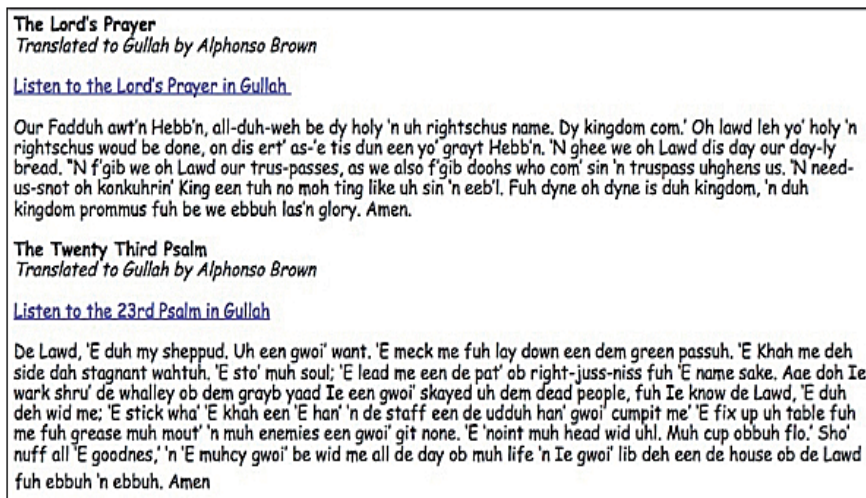 The Lord's Prayer
Translated to Gullah by Alphonso Brown
Listen to the Lord's Prayer in Gullah
Our Fadduh awt'n Hebb'n, all-duh-weh be dy holy 'n uh rightschus name. Dy kingdom com.' Oh lawd leh yo' holy 'n
rightschus woud be done, on dis ert' as-'e tis dun een yo' grayt Hebb'n. 'N ghee we oh Lawd dis day our day-ly
bread. "N f'gib we oh Lawd our trus-passes, as we also f'gib doohs who com' sin 'n truspass uhghens us. 'N need-
us-snot oh konkuhrin' King een tuh no moh ting like uh sin 'n eeb'l. Fuh dyne oh dyne is duh kingdom, 'n duh
kingdom prommus fuh be we ebbuh las'n glory. Amen.
The Twenty Third Psalm
Translated to Gullah by Alphonso Brown
Listen to the 23rd Psalm in Gullah
De Lawd, 'E duh my sheppud. Uh een gwoi' want. 'E meck me fuh lay down een dem green passuh. 'E Khah me deh
side dah stagnant wahtuh. 'E sto' muh soul; 'E lead me een de pat' ob right-juss-niss fuh 'E name sake. Aae doh Ie
wark shru' de whalley ob dem grayb yaad Ie een gwoi' skayed uh dem dead people, fuh Ie know de Lawd, 'E duh
deh wid me; 'E stick wha' 'E khah een 'E han' 'n de staff een de udduh han' gwoi' cumpit me' 'E fix up uh table fuh
me fuh grease muh mout' 'n muh enemies een gwoi' git none. 'E 'noint muh head wid uhl. Muh cup obbuh flo.' Sho'
nuff all 'E goodnes,' 'n 'E muhcy gwoi' be wid me all de day ob muh life 'n Ie gwoi' lib deh een de house ob de Lawd
fuh ebbuh 'n ebbuh. Amen